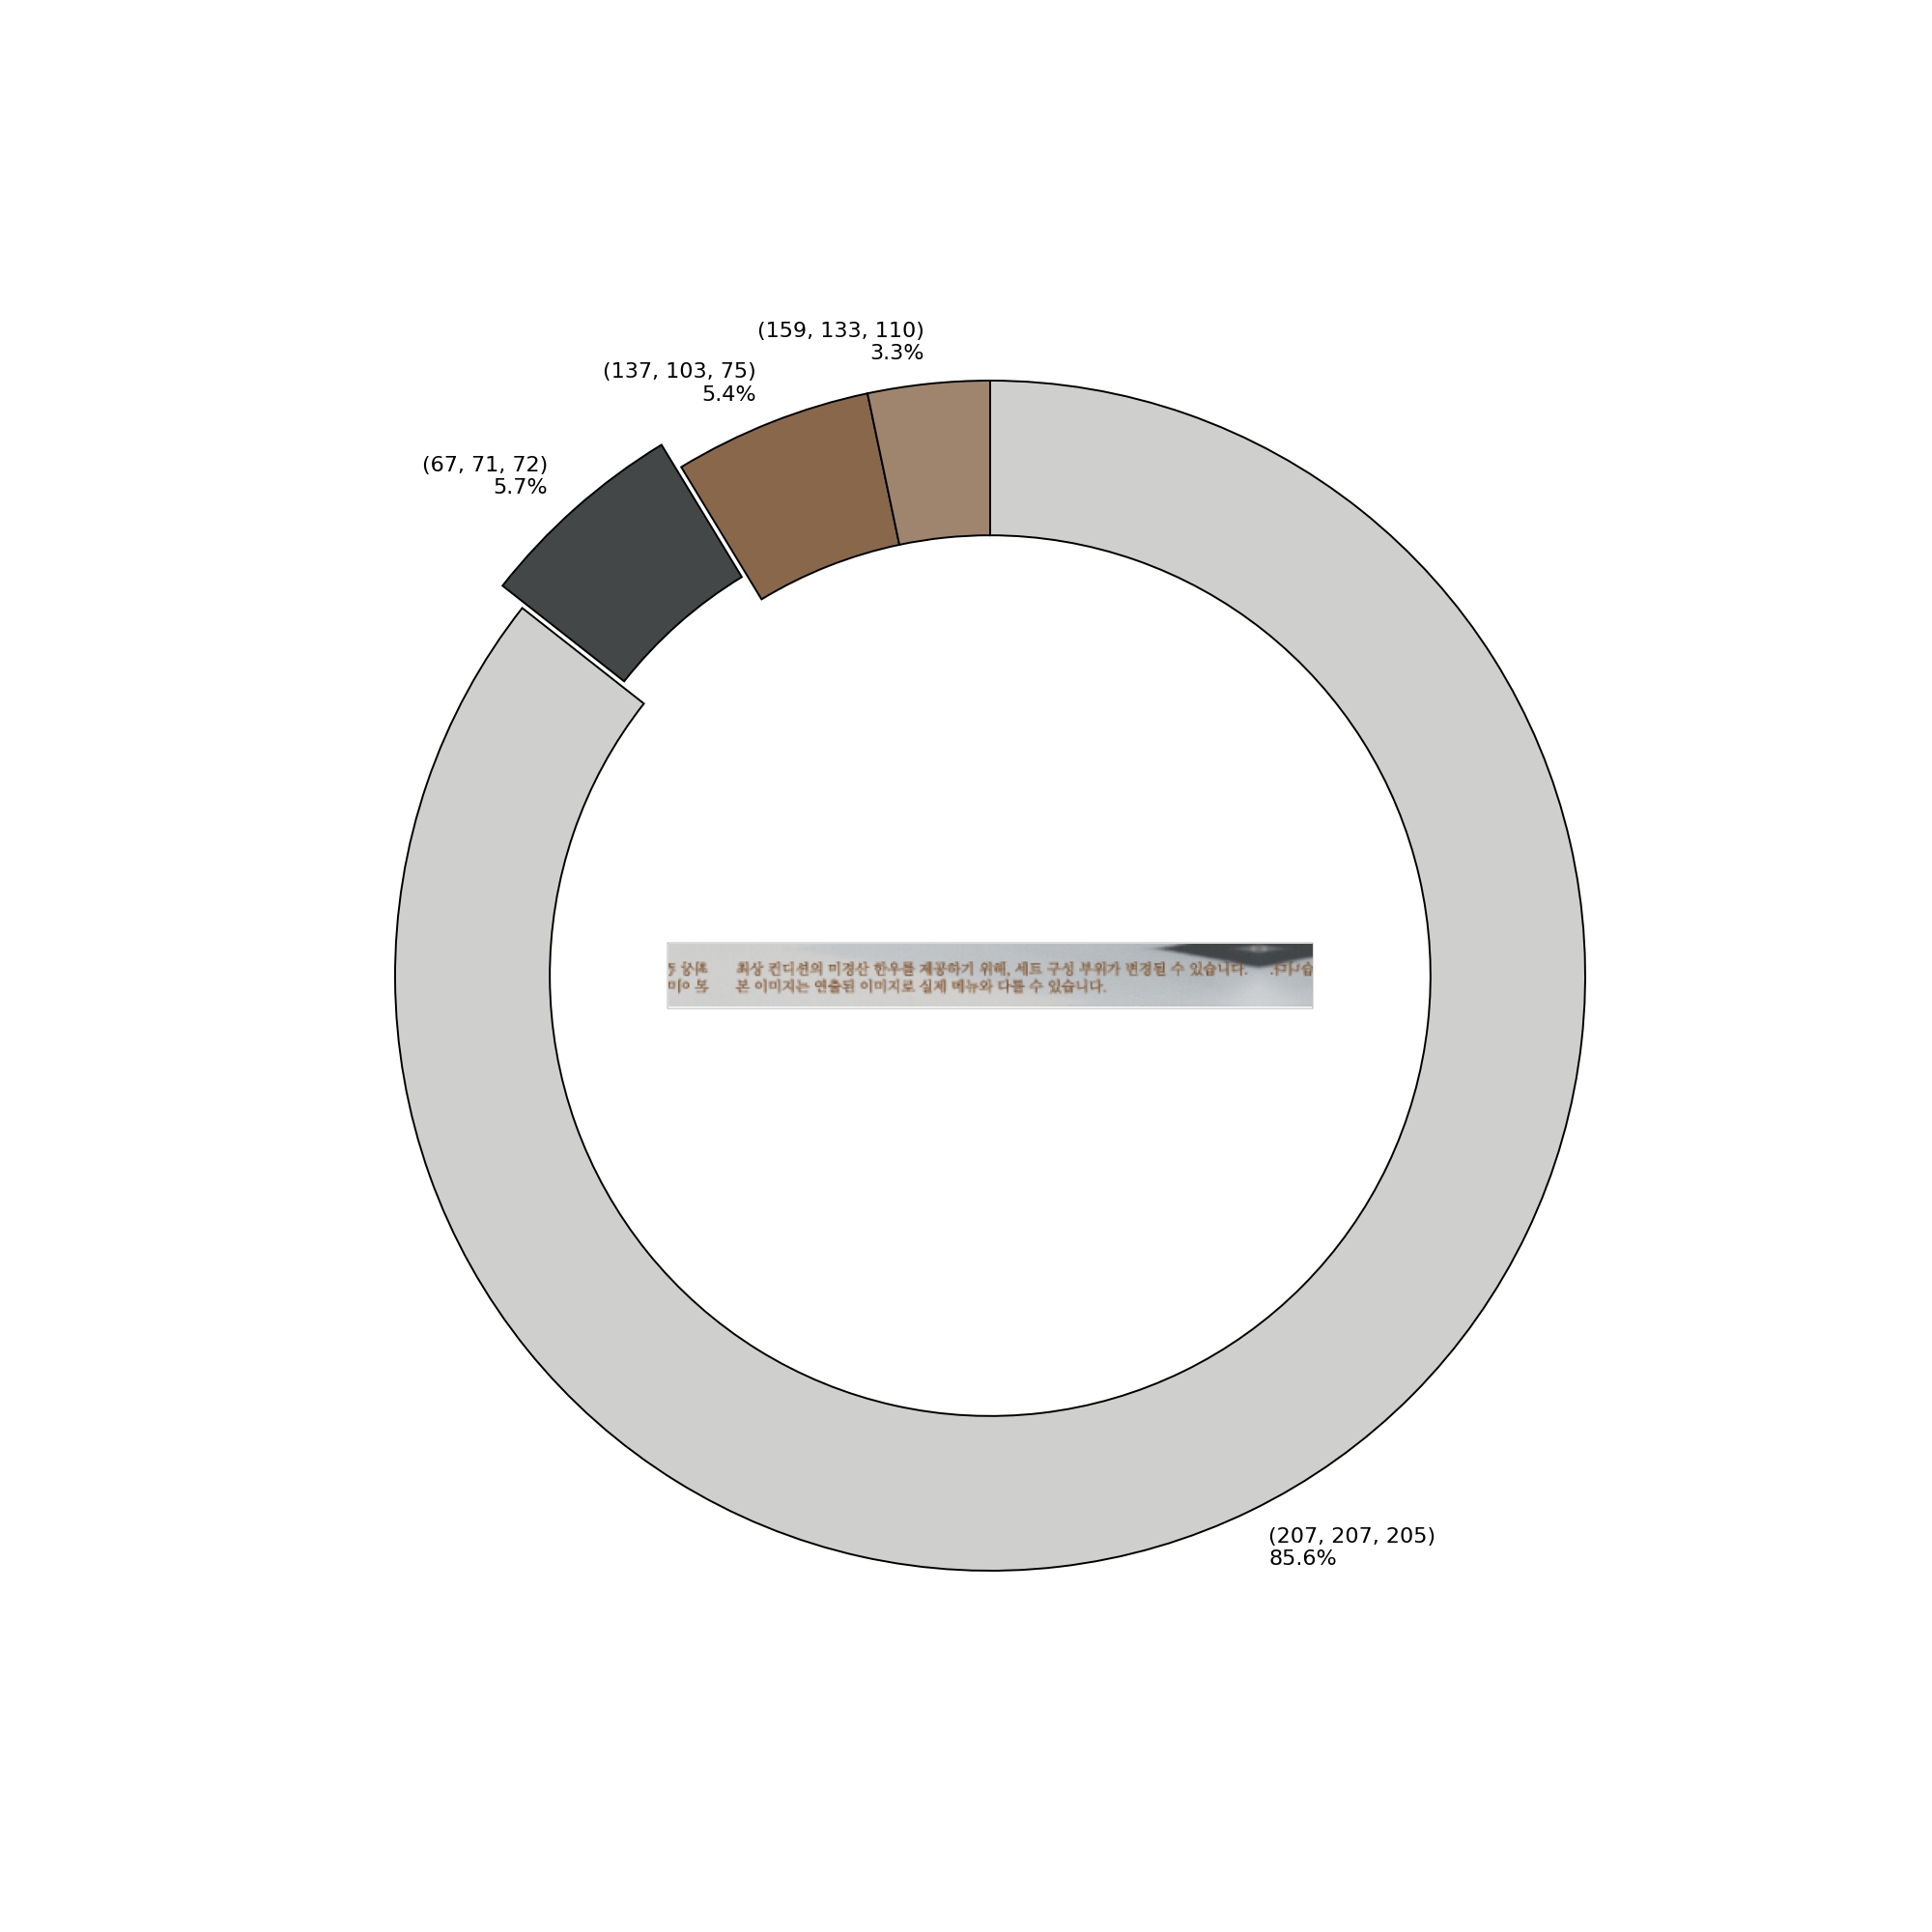 (159, 133, 110)
3.3%
(137, 103, 75)
5.4%
(67, 71, 72)
5.7%
최상 컨디션의 미경산 한우를 제공하기 위해, 세트 구성 부위가 변경될 수 있습니다.
본 이미지는 연출된 이미지로 실제 메뉴와 다를 수 있습니다.
(207, 207, 205)
85.6%